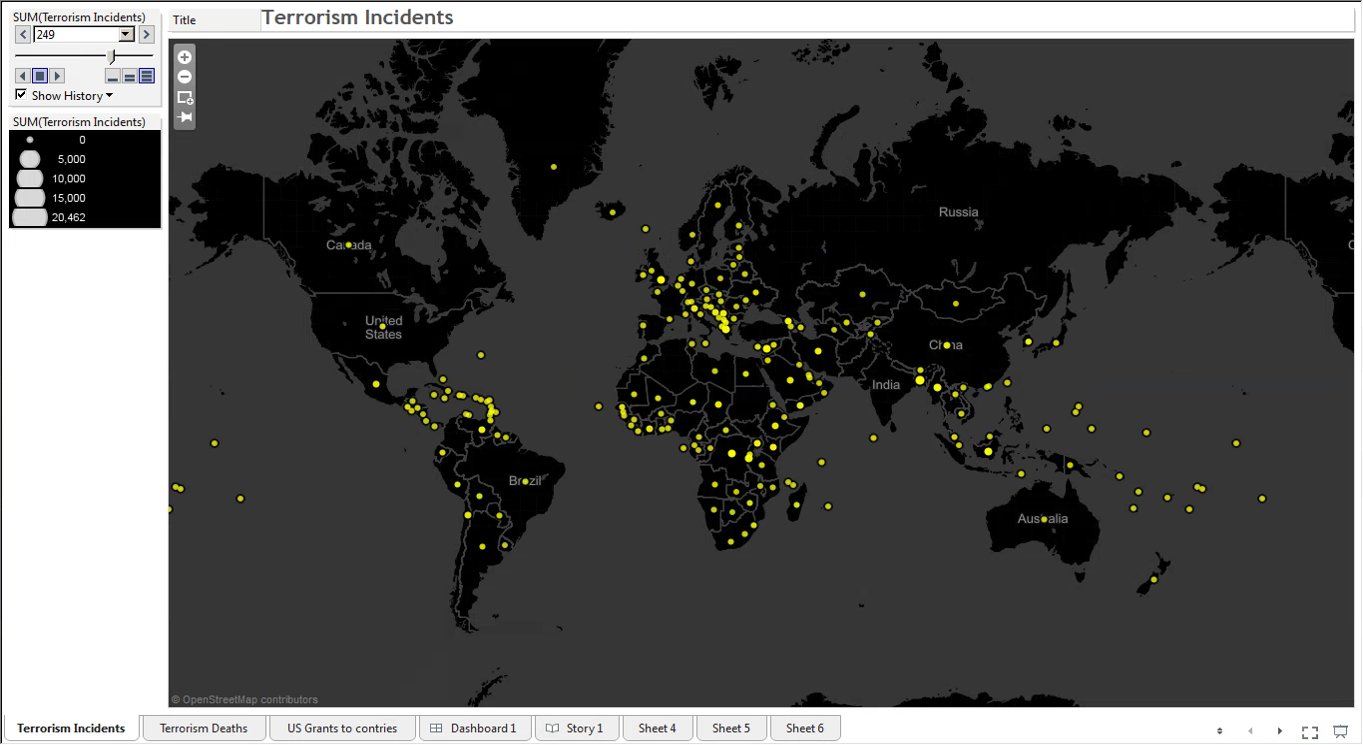 SUM(Terrorism Incidents)
249
Show History
SUM(Terrorism Incidents)
0
5,000
10,000
15,000
20,462
Title
Terrorism Incidents
Russia
Canada
United
States
China
India
Brazil
Australia
C
© OpenStreetMap contributors
Terrorism Incidents
Terrorism Deaths
US Grants to contries
Dashboard 1
Story 1
Sheet 4
Sheet 5
Sheet 6